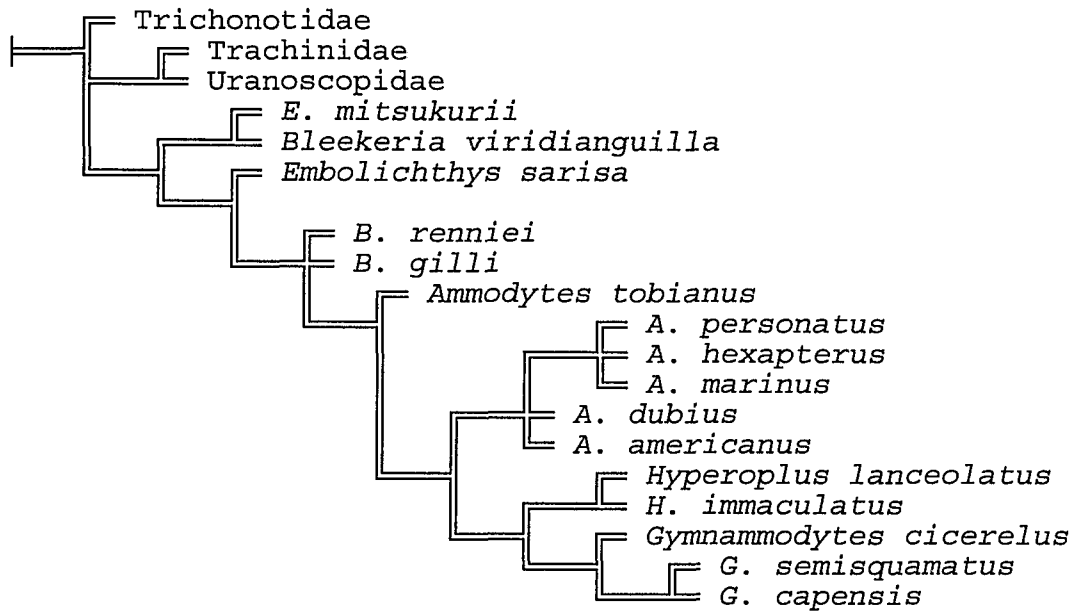 Trichonotidae
Trachinidae
Uranoscopidae
E. mitsukurii
Bleekeria viridianguilla
Embolichthys sarisa
B. renniei
B. gilli
Ammodytes tobianus
A. personatus
A. hexapterus
A. marinus
A. dubius
A. americanus
Hyperoplus lanceolatus
H. immaculatus
Gymnammodytes cicerelus
G. semisquamatus
G. capensis